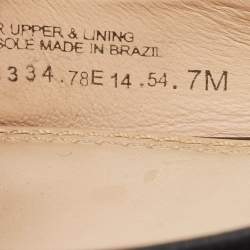 R UPPER & LINING
SOLE MADE IN BRAZIL
334.78E 14.54.7M